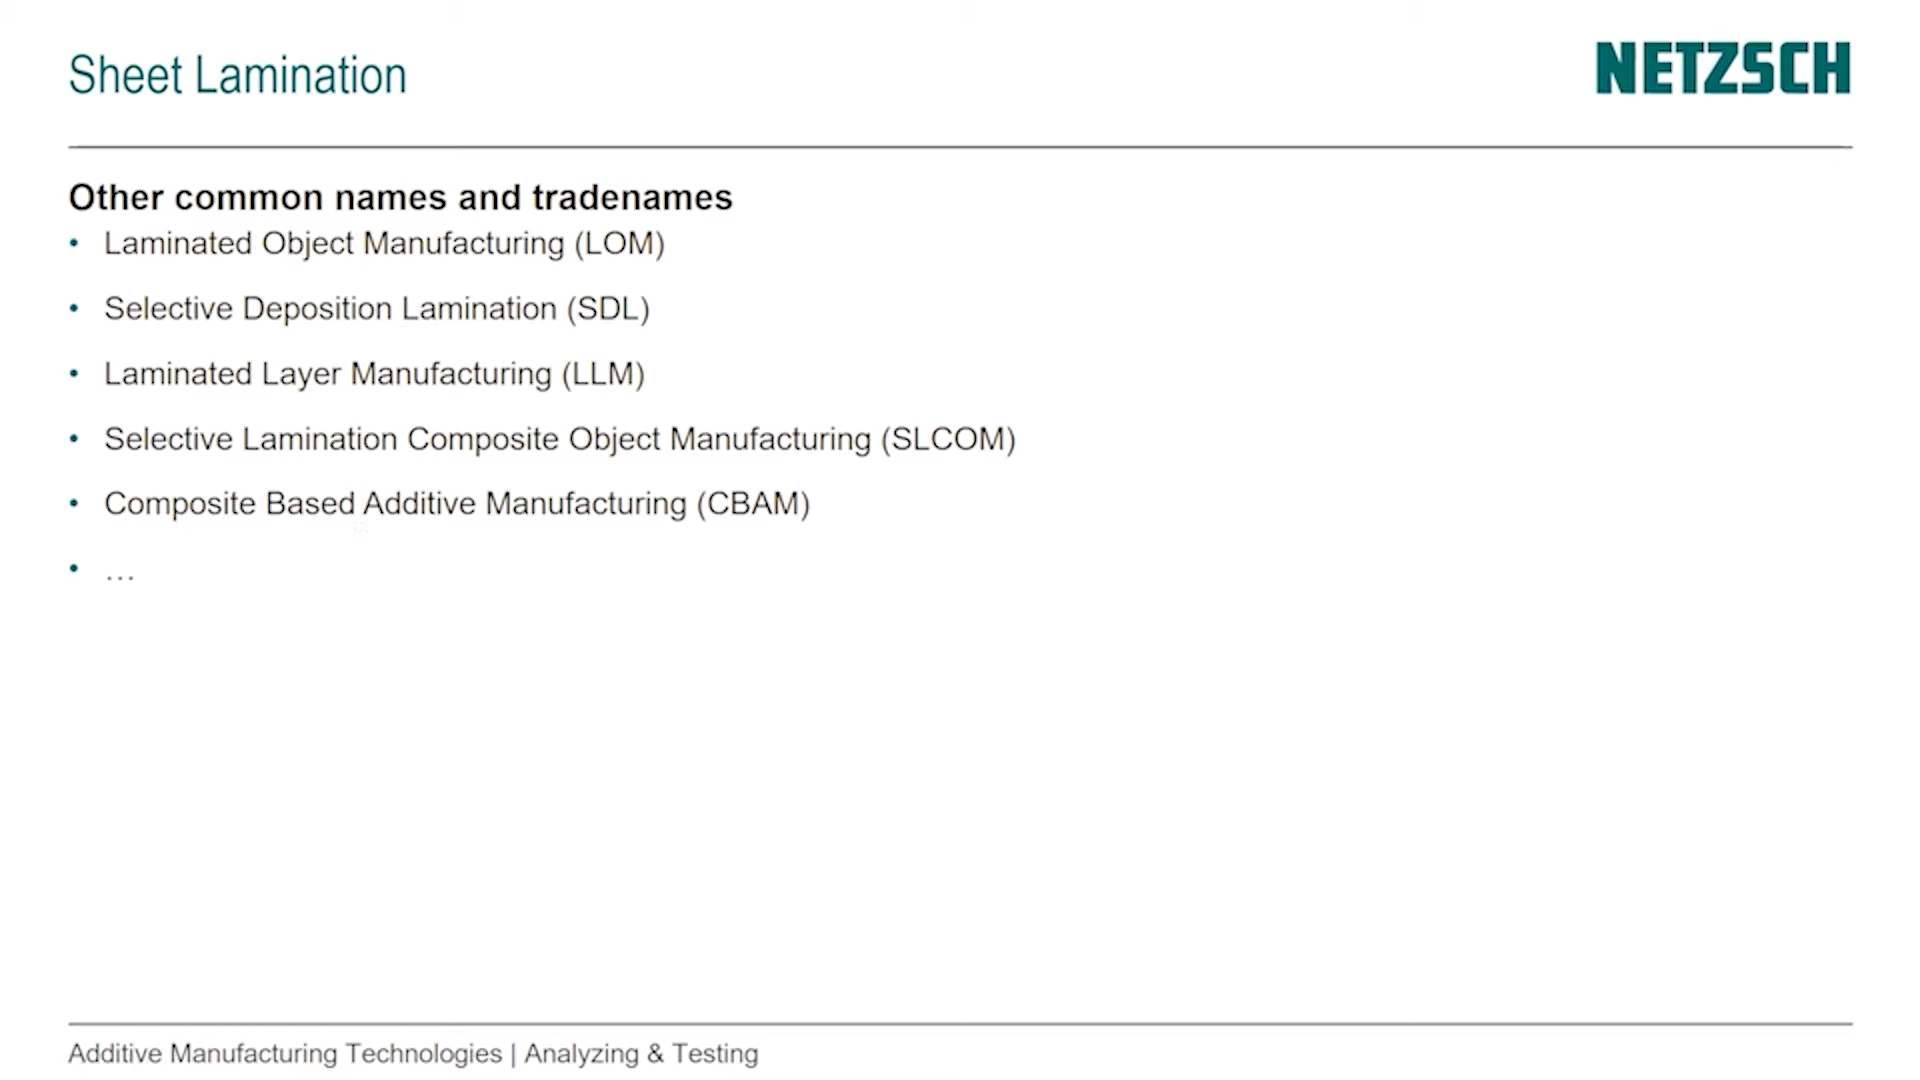 Sheet Lamination
NETZSCH
Other common names and tradenames
• Laminated Object Manufacturing (LOM)
• Selective Deposition Lamination (SDL)
• Laminated Layer Manufacturing (LLM)
• Selective Lamination Composite Object Manufacturing (SLCOM)
• Composite Based Additive Manufacturing (CBAM)
• …
Additive Manufacturing Technologies | Analyzing & Testing